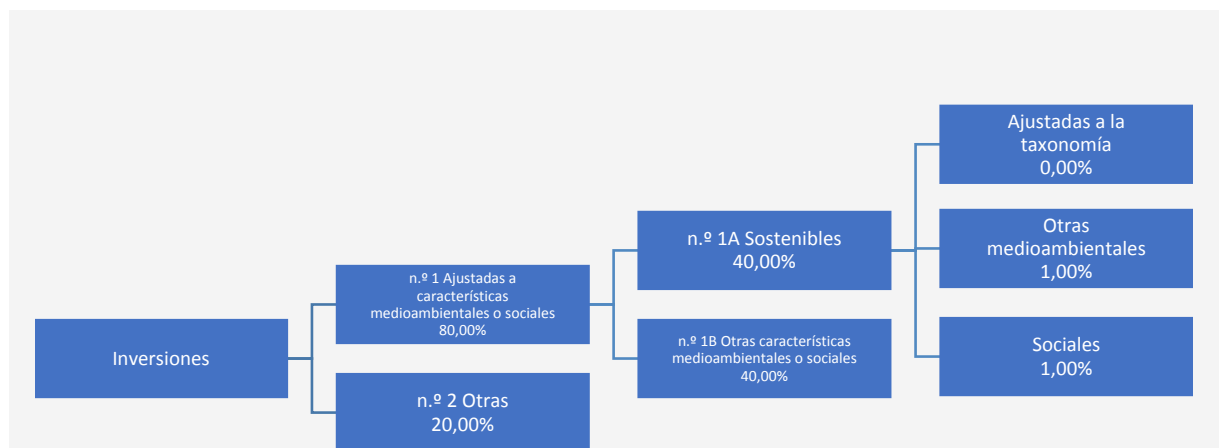 Inversiones
n.º 1 Ajustadas a
características
medioambientales o sociales
80,00%
n.º 2 Otras
20,00%
n.º 1A Sostenibles
40,00%
n.º 1B Otras características
medioambientales o sociales
40,00%
Ajustadas a la
taxonomía
0,00%
Otras
medioambientales
1,00%
Sociales
1,00%